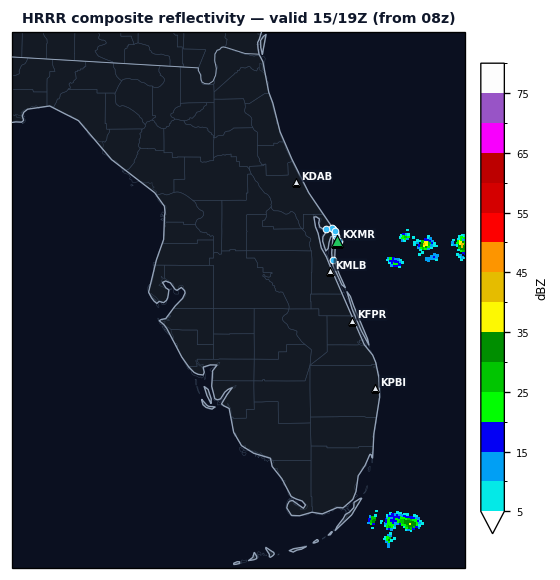 HRRR composite reflectivity — valid 15/19Z (from 08z)
KDAB
KXMR
KMLB
KFPR
KPBI
75
65
55
45
35
25
15
5
dBZ